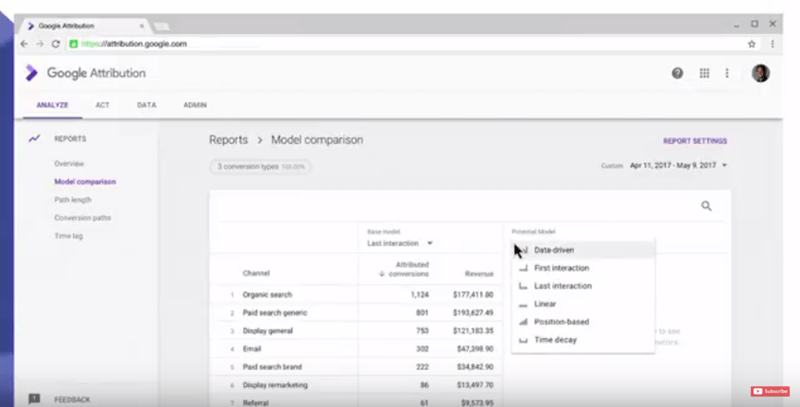 Google Attribution
https://attribution.google.com
Google Attribution
ANALYZE ACT DATA ADMIN
REPORTS
Overview
Model comparison
Path length
Conversion paths
Time lag
FEEDBACK
Reports > Model comparison
REPORT SETTINGS
3 conversion types 100.00%
Custom Apr 11, 2017 - May 9, 2017
Base model
Last interaction
Potential Model
Data-driven
First interaction
Last interaction
Linear
Position-based
Time decay
to see
Channel Attributed conversions Revenue
1 Organic search 1,124 $177,411.80
2 Paid search generic 801 $193,627.49
3 Display general 753 $121,183.35
4 Email 302 $47,398.90
5 Paid search brand 222 $34,842.90
6 Display remarketing 86 $13,497.70
7 Referral 61 $9,573.95
Subscribe